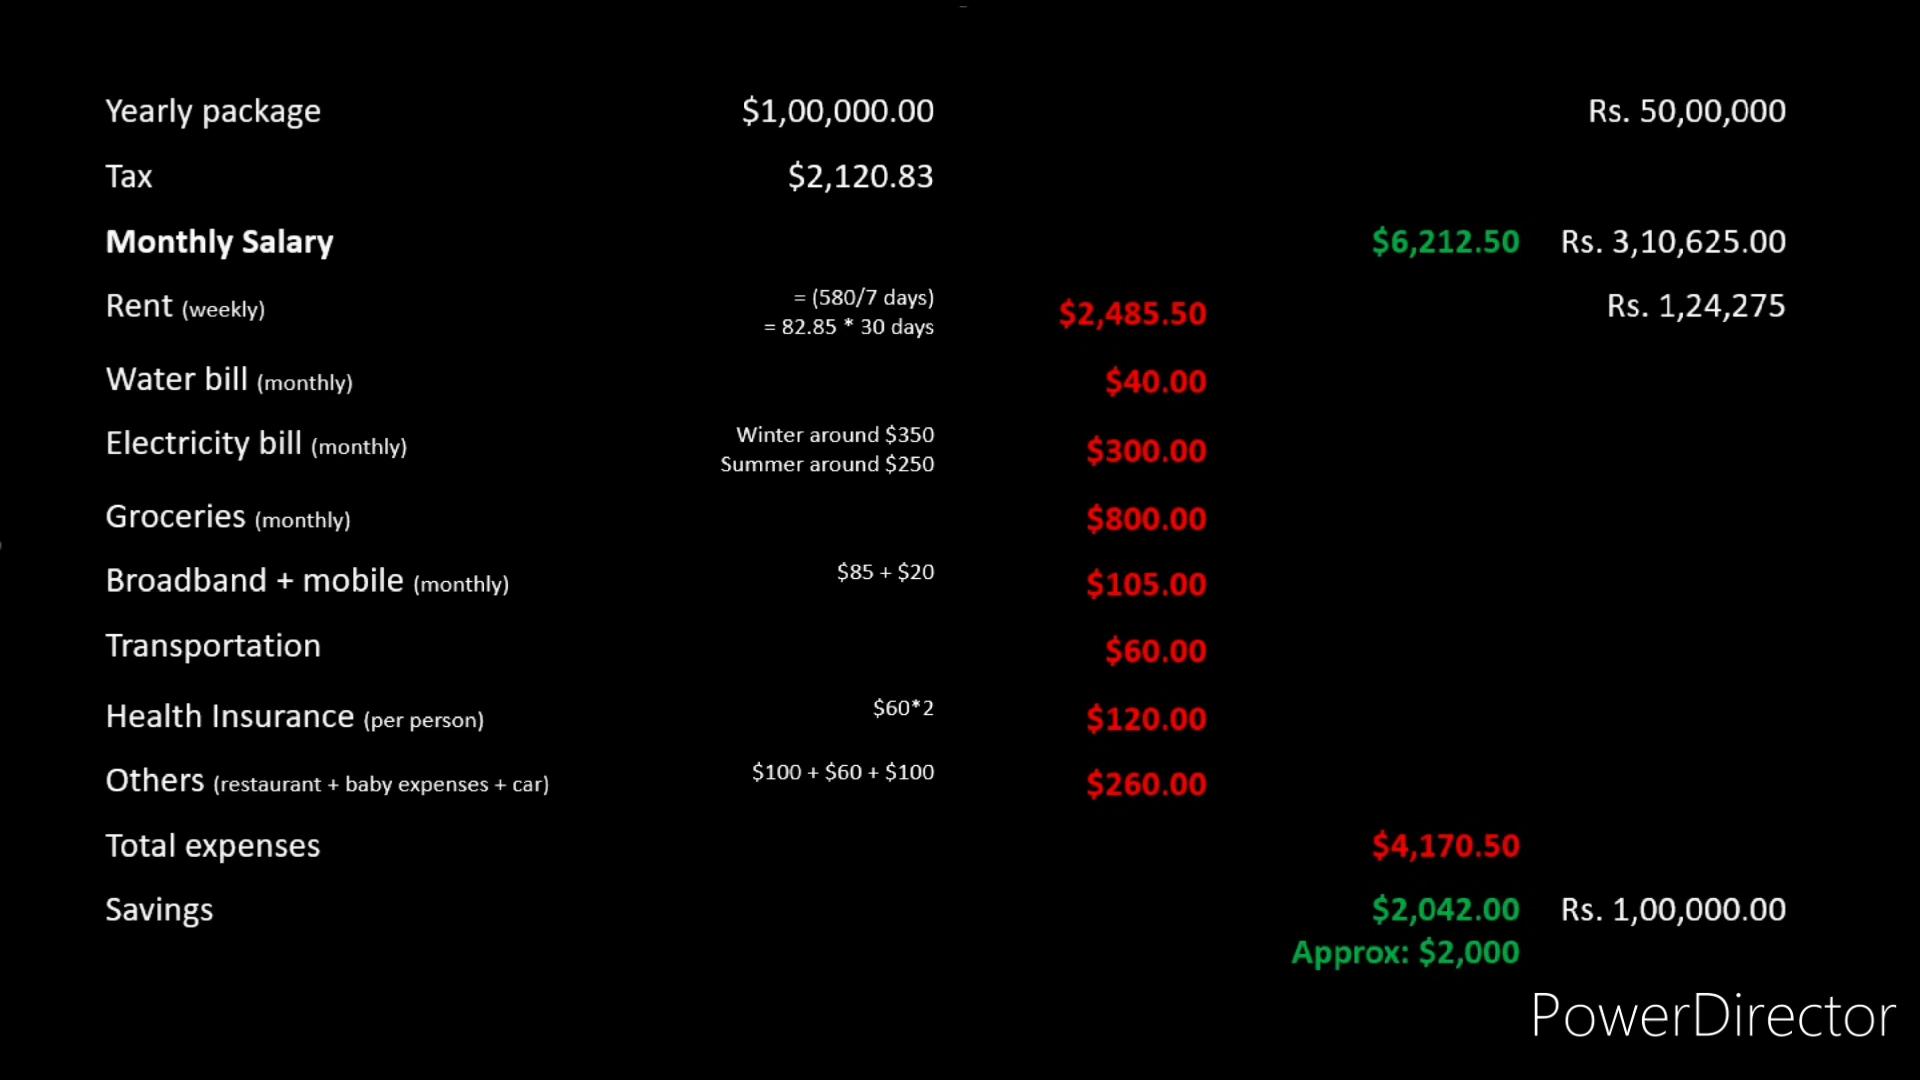 Yearly package $1,00,000.00 Rs. 50,00,000
Tax $2,120.83
Monthly Salary $6,212.50 Rs. 3,10,625.00
Rent (weekly) = (580/7 days) = 82.85 * 30 days $2,485.50 Rs. 1,24,275
Water bill (monthly) $40.00
Electricity bill (monthly) Winter around $350 Summer around $250 $300.00
Groceries (monthly) $800.00
Broadband + mobile (monthly) $85 + $20 $105.00
Transportation $60.00
Health Insurance (per person) $60*2 $120.00
Others (restaurant + baby expenses + car) $100 + $60 + $100 $260.00
Total expenses $4,170.50
Savings $2,042.00 Rs. 1,00,000.00
Approx: $2,000
PowerDirector